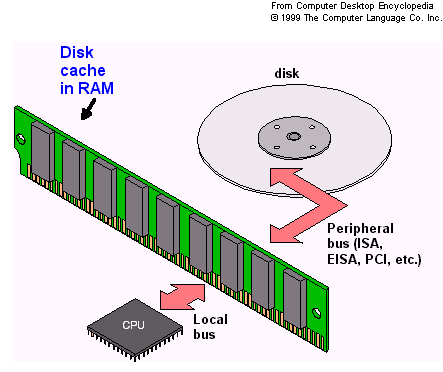 From Computer Desktop Encyclopedia
© 1999 The Computer Language Co. Inc.
Disk
cache
in RAM
disk
Peripheral
bus (ISA,
EISA, PCI, etc.)
CPU
Local
bus